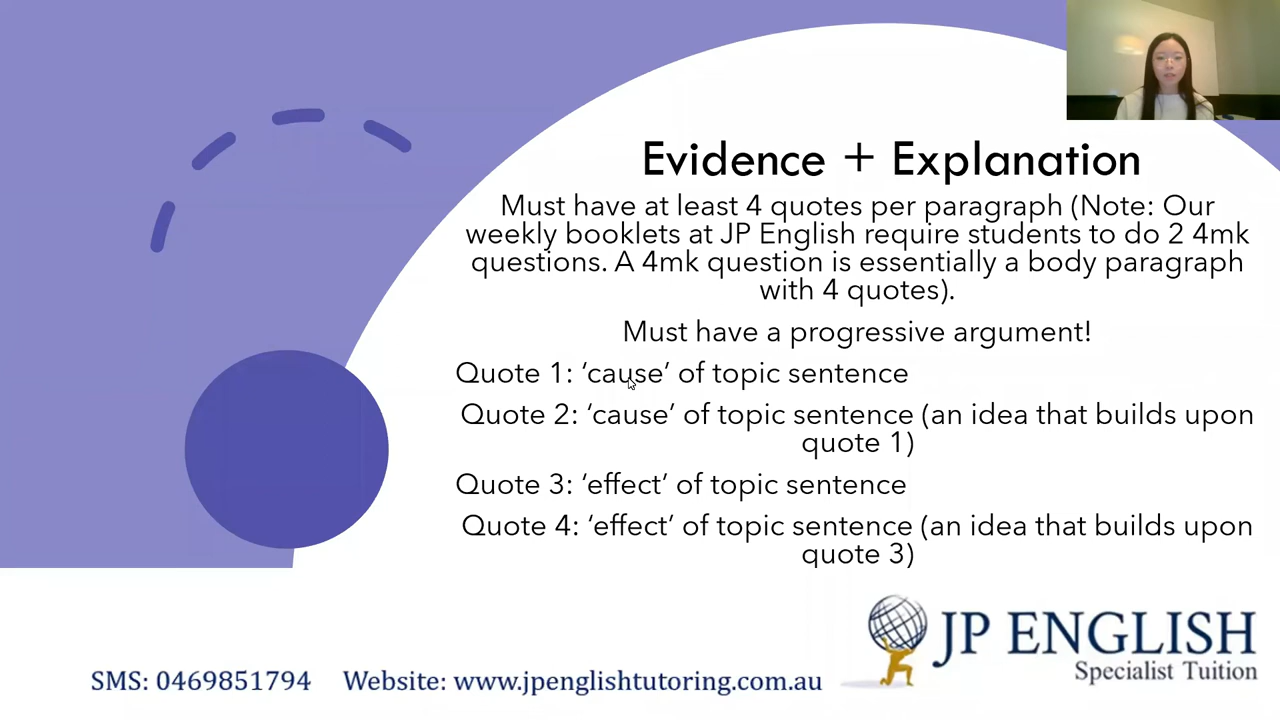 Evidence + Explanation
Must have at least 4 quotes per paragraph (Note: Our
weekly booklets at JP English require students to do 2 4mk
questions. A 4mk question is essentially a body paragraph
with 4 quotes).
Must have a progressive argument!
Quote 1: ‘cause’ of topic sentence
Quote 2: ‘cause’ of topic sentence (an idea that builds upon
quote 1)
Quote 3: ‘effect’ of topic sentence
Quote 4: ‘effect’ of topic sentence (an idea that builds upon
quote 3)
JP ENGLISH
Specialist Tuition
SMS: 0469851794 Website: www.jpenglishtutoring.com.au